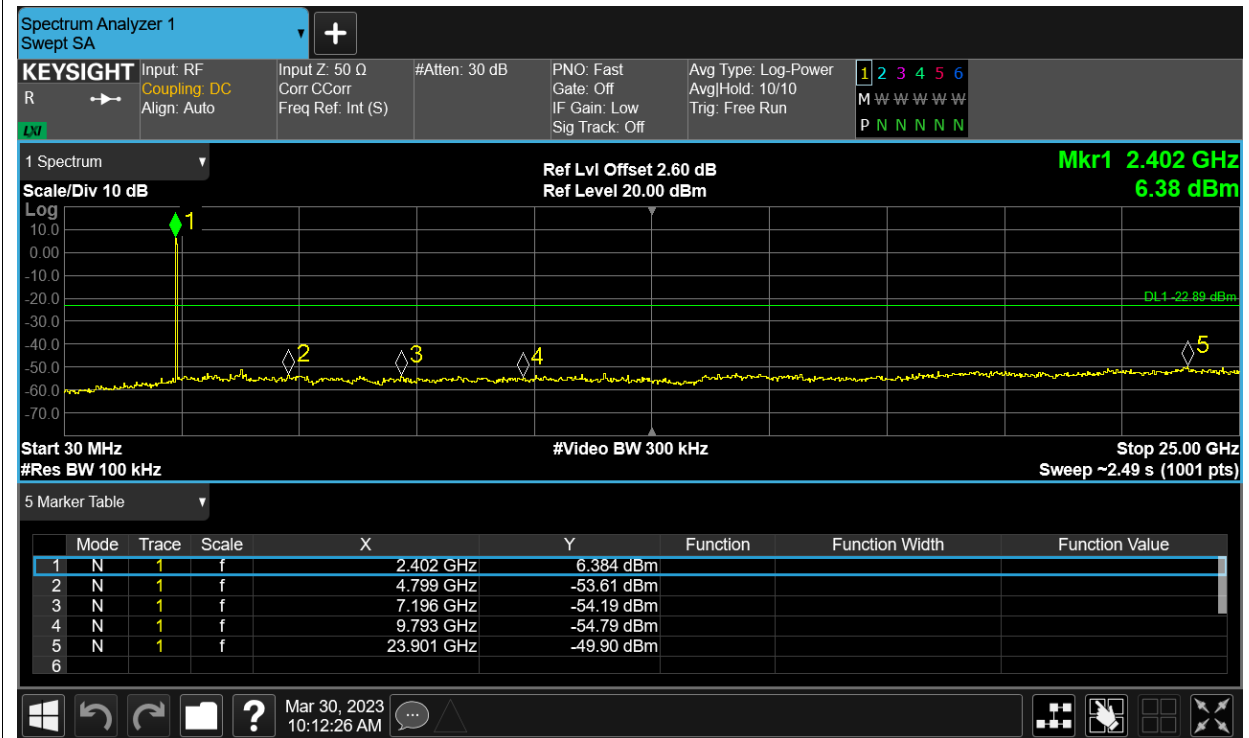 Spectrum Analyzer 1
Swept SA
+
KEYSIGHT Input: RF Input Z: 50 Ω #Atten: 30 dB PNO: Fast Avg Type: Log-Power 1 2 3 4 5 6
R Coupling: DC Corr CCorr Gate: Off Avg|Hold: 10/10 M W W W W W
Align: Auto Freq Ref: Int (S) IF Gain: Low Trig: Free Run
LXI Sig Track: Off P N N N N N
1 Spectrum Ref Lvl Offset 2.60 dB Mkr1 2.402 GHz
Scale/Div 10 dB Ref Level 20.00 dBm 6.38 dBm
Log
1
10.0
0.00
-10.0
-20.0 DL1 -22.89 dBm
-30.0
-40.0 2 3 4 5
-50.0
-60.0
-70.0
Start 30 MHz #Video BW 300 kHz Stop 25.00 GHz
#Res BW 100 kHz Sweep ~2.49 s (1001 pts)
5 Marker Table
Mode Trace Scale X Y Function Function Width Function Value
1 N 1 f 2.402 GHz 6.384 dBm
2 N 1 f 4.799 GHz -53.61 dBm
3 N 1 f 7.196 GHz -54.19 dBm
4 N 1 f 9.793 GHz -54.79 dBm
5 N 1 f 23.901 GHz -49.90 dBm
6
? Mar 30, 2023
10:12:26 AM